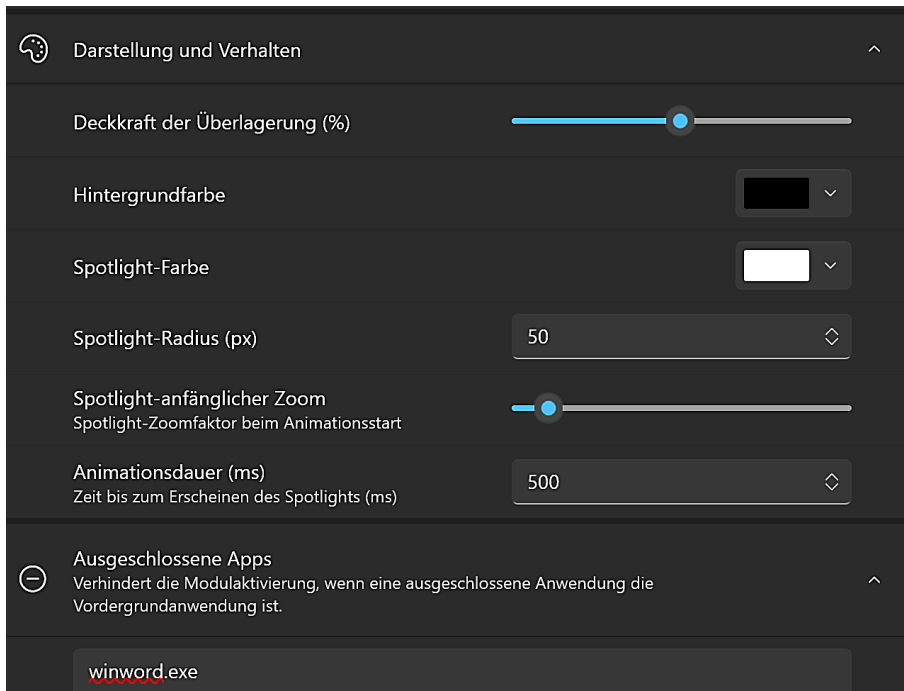 Darstellung und Verhalten
Deckkraft der Überlagerung (%)
Hintergrundfarbe
Spotlight-Farbe
Spotlight-Radius (px)
50
Spotlight-anfänglicher Zoom
Spotlight-Zoomfaktor beim Animationsstart
Animationsdauer (ms)
Zeit bis zum Erscheinen des Spotlights (ms)
500
Ausgeschlossene Apps
Verhindert die Modulaktivierung, wenn eine ausgeschlossene Anwendung die
Vordergrundanwendung ist.
winword.exe